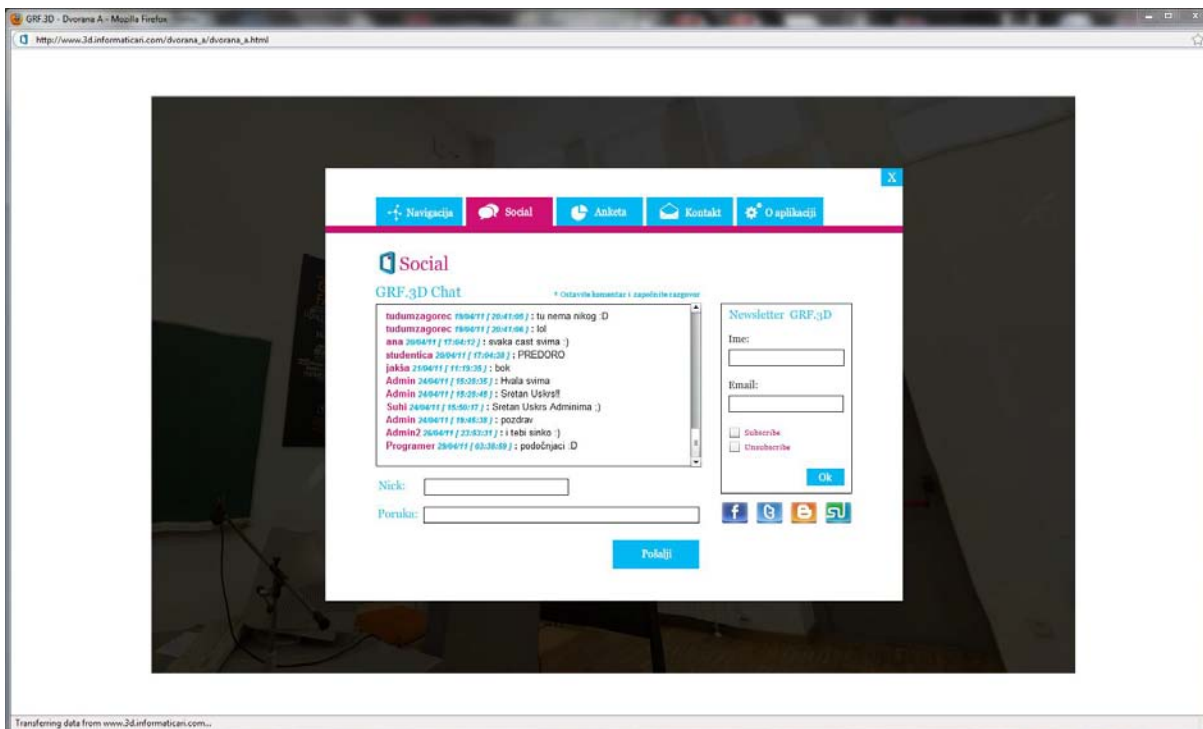 GRF.3D - Dvorana A - Mozilla Firefox
http://www.3d.informaticari.com/dvorana_a/dvorana_a.html
X
Navigacija Social Anketa Kontakt O aplikaciji
Social
GRF.3D Chat * Ostavite komentar i započnite razgovor
tudumzagorec 19/04/11 [ 20:41:05 ] : tu nema nikog :D
tudumzagorec 19/04/11 [ 20:41:06 ] : lol
ana 20/04/11 [ 17:04:12 ] : svaka cast svima :)
studentica 20/04/11 [ 17:04:38 ] : PREDORO
jakša 21/04/11 [ 11:19:35 ] : bok
Admin 24/04/11 [ 15:28:35 ] : Hvala svima
Admin 24/04/11 [ 15:28:45 ] : Sretan Uskrs!!
Suhi 24/04/11 [ 15:50:17 ] : Sretan Uskrs Adminima ;)
Admin 24/04/11 [ 19:45:38 ] : pozdrav
Admin2 26/04/11 [ 23:53:31 ] : i tebi sinko :)
Programer 29/04/11 [ 03:38:59 ] : podočnjaci :D
Nick:
Poruka:
Pošalji
Newsletter GRF.3D
Ime:
Email:
Subscribe
Unsubscribe
Ok
Transferring data from www.3d.informaticari.com...